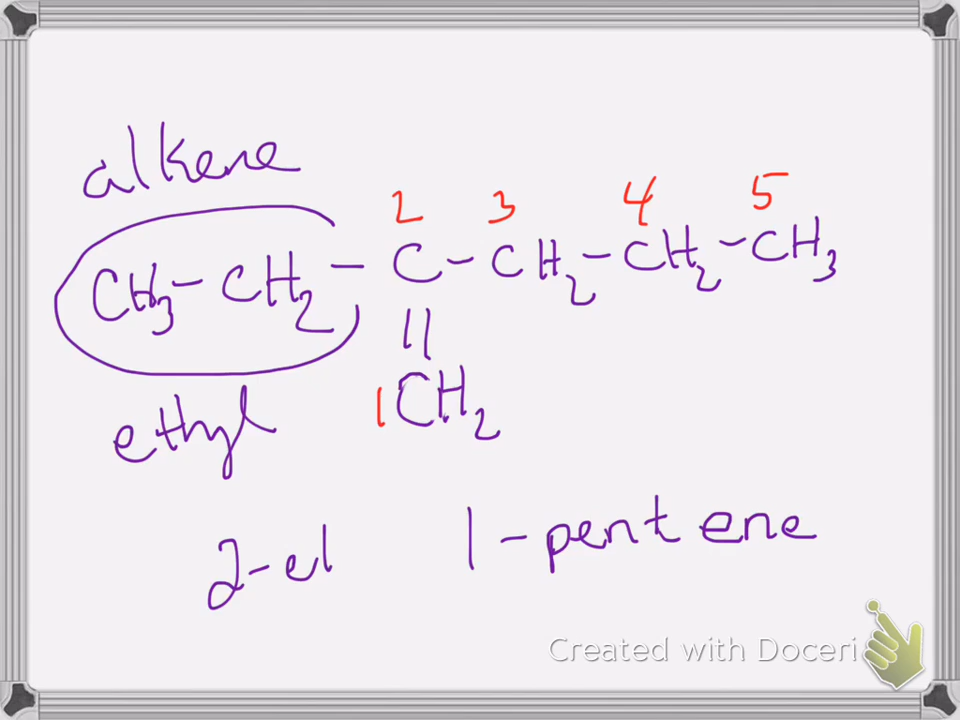 alkene
2 3 4 5
CH3-CH2-C-CH2-CH2-CH3
||
1CH2
ethyl
2-el 1-pentene
Created with Doceri